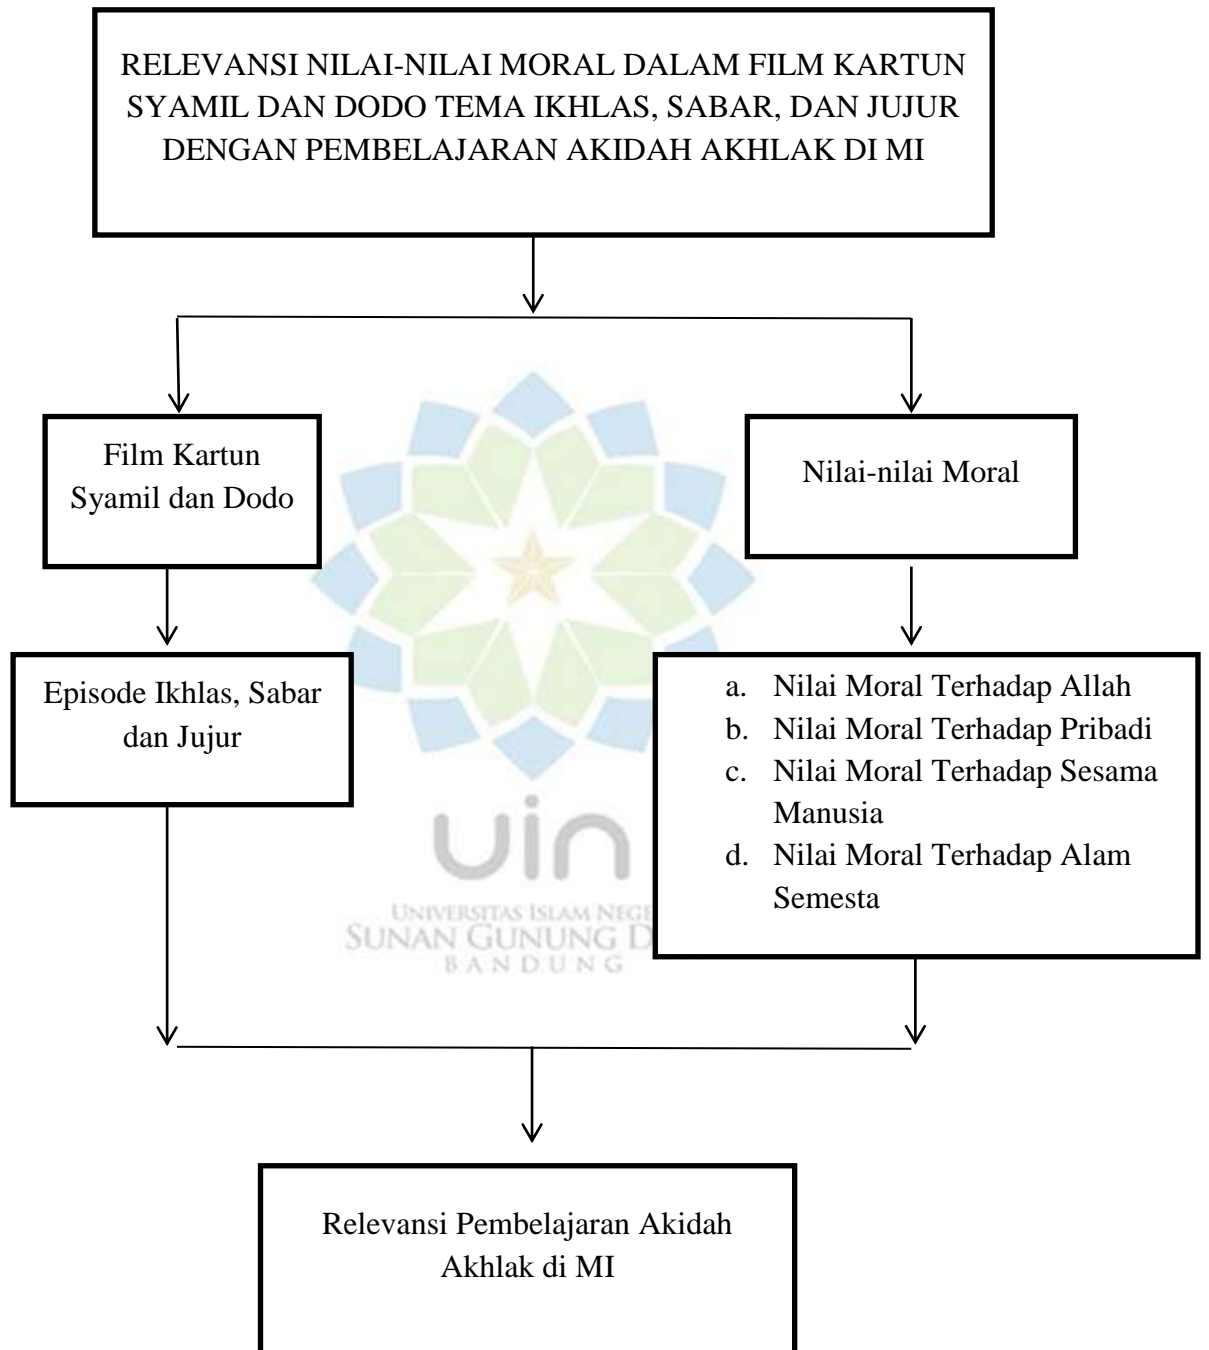 RELEVANSI NILAI-NILAI MORAL DALAM FILM KARTUN
SYAMIL DAN DODO TEMA IKHLAS, SABAR, DAN JUJUR
DENGAN PEMBELAJARAN AKIDAH AKHLAK DI MI
Film Kartun
Syamil dan Dodo
Nilai-nilai Moral
Episode Ikhlas, Sabar
dan Jujur
a. Nilai Moral Terhadap Allah
b. Nilai Moral Terhadap Pribadi
c. Nilai Moral Terhadap Sesama
Manusia
d. Nilai Moral Terhadap Alam
Semesta
uin
UNIVERSITAS ISLAM NEGE
SUNAN GUNUNG D
BANDUNG
Relevansi Pembelajaran Akidah
Akhlak di MI